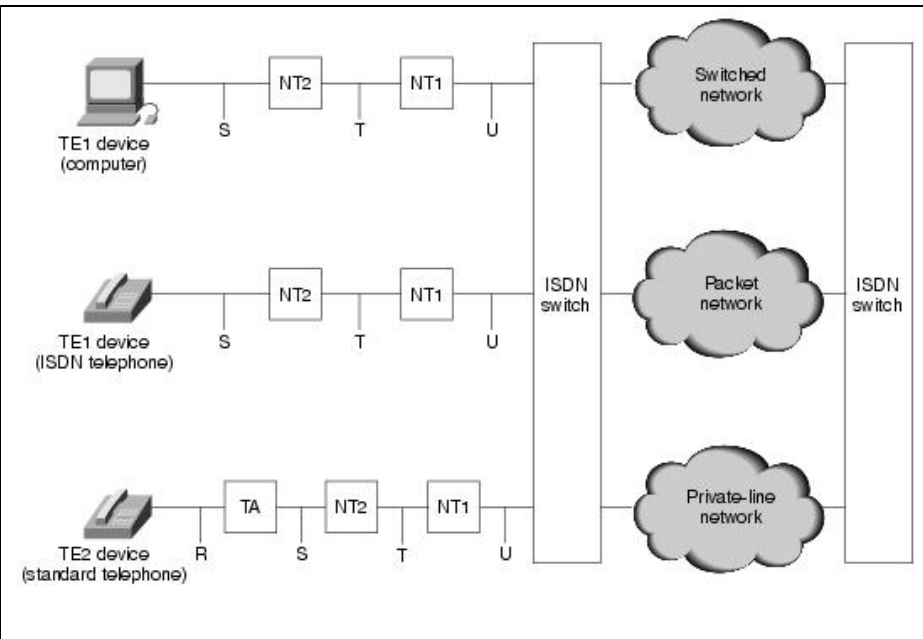 NT2
NT1
S
T
U
TE1 device
(computer)
Switched
network
NT2
NT1
S
T
U
TE1 device
(ISDN telephone)
ISDN
switch
Packet
network
ISDN
switch
TA
NT2
NT1
R
S
T
U
TE2 device
(standard telephone)
Private-line
network